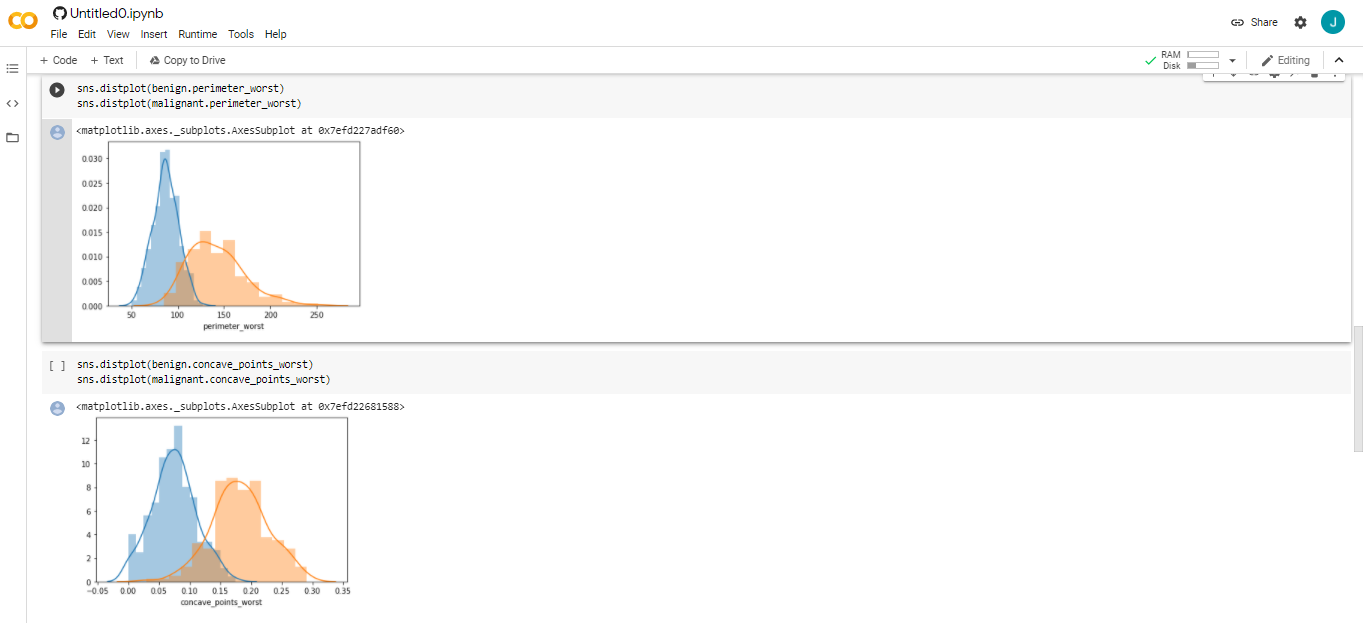 Untitled0.ipynb
File Edit View Insert Runtime Tools Help
Share
J
+ Code + Text Copy to Drive
RAM
Disk
Editing
sns.distplot(benign.perimeter_worst)
sns.distplot(malignant.perimeter_worst)
<matplotlib.axes._subplots.AxesSubplot at 0x7efd227adf60>
0.030
0.025
0.020
0.015
0.010
0.005
0.000
50 100 150 200 250
perimeter_worst
[ ] sns.distplot(benign.concave_points_worst)
sns.distplot(malignant.concave_points_worst)
<matplotlib.axes._subplots.AxesSubplot at 0x7efd22681588>
12
10
8
6
4
2
0
−0.05 0.00 0.05 0.10 0.15 0.20 0.25 0.30 0.35
concave_points_worst